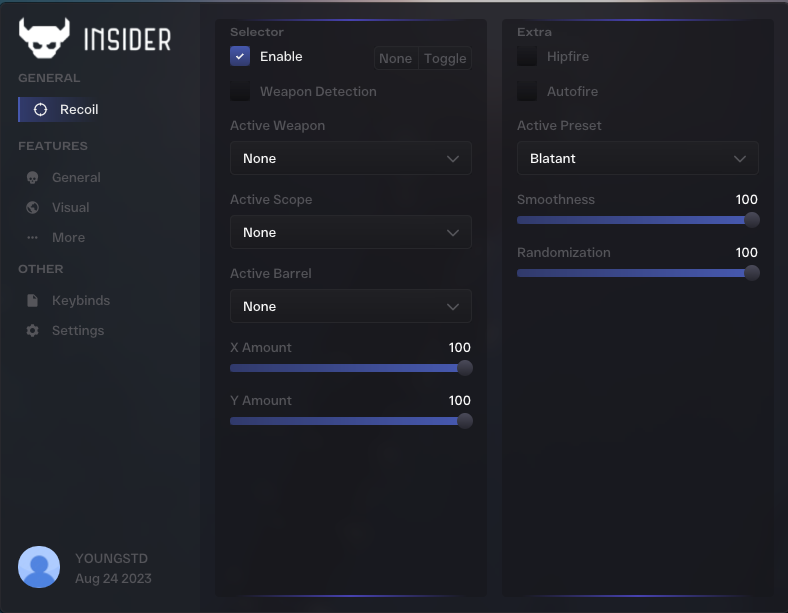 INSIDER
GENERAL
Recoil
FEATURES
General
Visual
More
OTHER
Keybinds
Settings
YOUNGSTD
Aug 24 2023
Selector
Enable
None Toggle
Weapon Detection
Active Weapon
None
Active Scope
None
Active Barrel
None
X Amount 100
Y Amount 100
Extra
Hipfire
Autofire
Active Preset
Blatant
Smoothness 100
Randomization 100